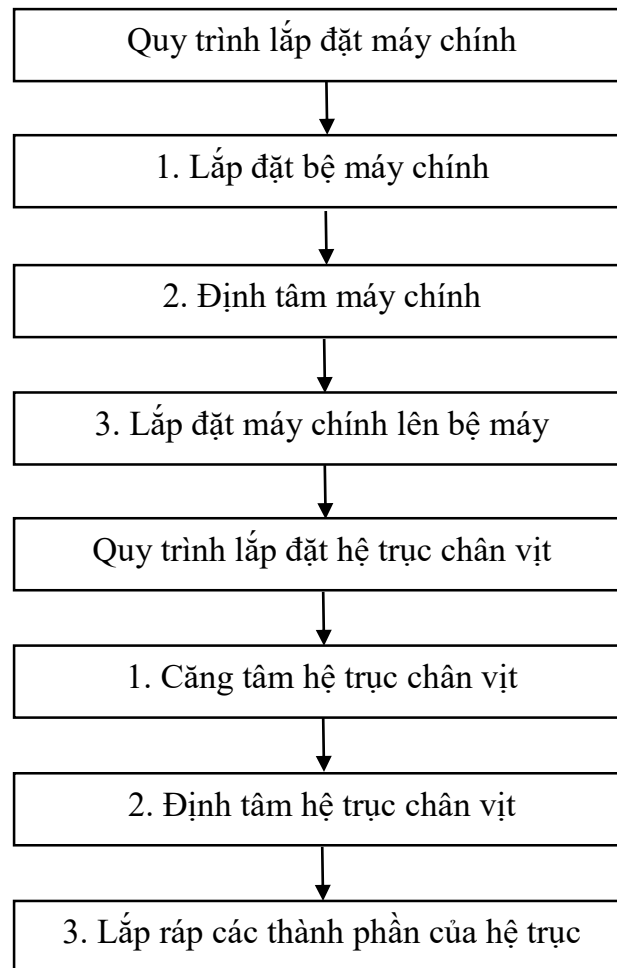 Quy trình lắp đặt máy chính
1. Lắp đặt bệ máy chính
2. Định tâm máy chính
3. Lắp đặt máy chính lên bệ máy
Quy trình lắp đặt hệ trục chân vịt
1. Căng tâm hệ trục chân vịt
2. Định tâm hệ trục chân vịt
3. Lắp ráp các thành phần của hệ trục